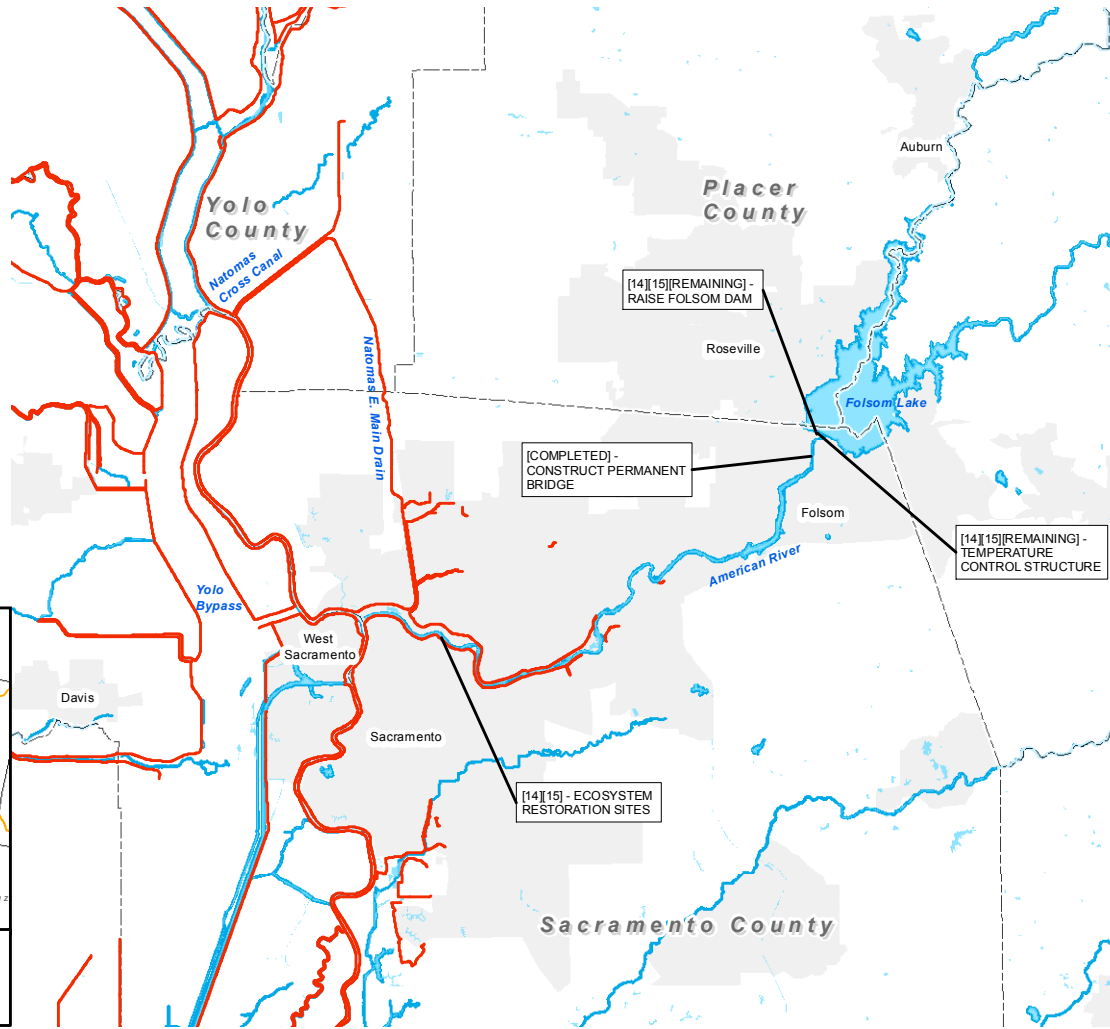 Auburn
Placer
County
Yolo
County
Natomas
Cross Canal
[14][15][REMAINING] -
RAISE FOLSOM DAM
Roseville
Natomas E. Main Drain
Folsom Lake
[COMPLETED] -
CONSTRUCT PERMANENT
BRIDGE
Folsom
[14][15][REMAINING] -
TEMPERATURE
CONTROL STRUCTURE
American River
Yolo
Bypass
West
Sacramento
Davis
Sacramento
[14][15] - ECOSYSTEM
RESTORATION SITES
Sacramento County